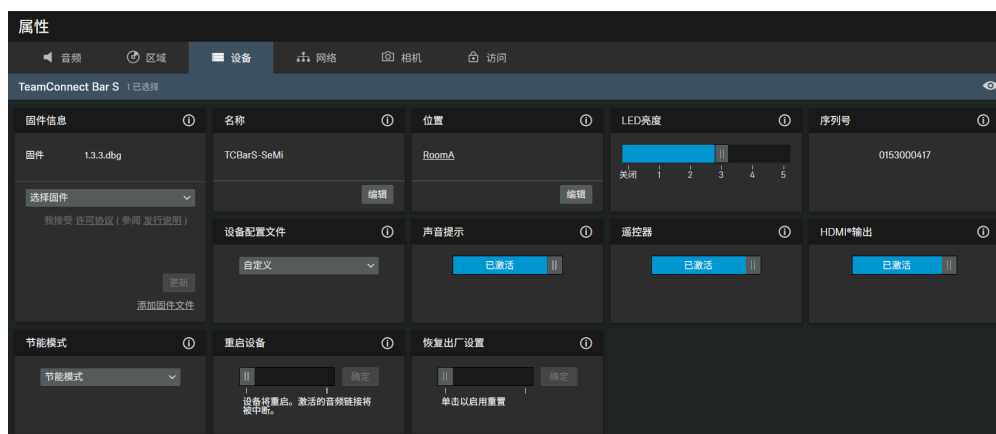 属性
音频
区域
设备
网络
相机
访问
TeamConnect Bar S 1 已选择
固件信息
固件 1.3.3.dbg
选择固件
我接受 许可协议 ( 参阅 发行说明 )
更新
添加固件文件
名称
TCBarS-SeMi
编辑
位置
RoomA
编辑
LED亮度
关闭 1 2 3 4 5
序列号
0153000417
设备配置文件
自定义
声音提示
已激活
遥控器
已激活
HDMI®输出
已激活
节能模式
节能模式
重启设备
确定
设备将重启。激活的音频链接将
被中断。
恢复出厂设置
确定
单击以启用重置